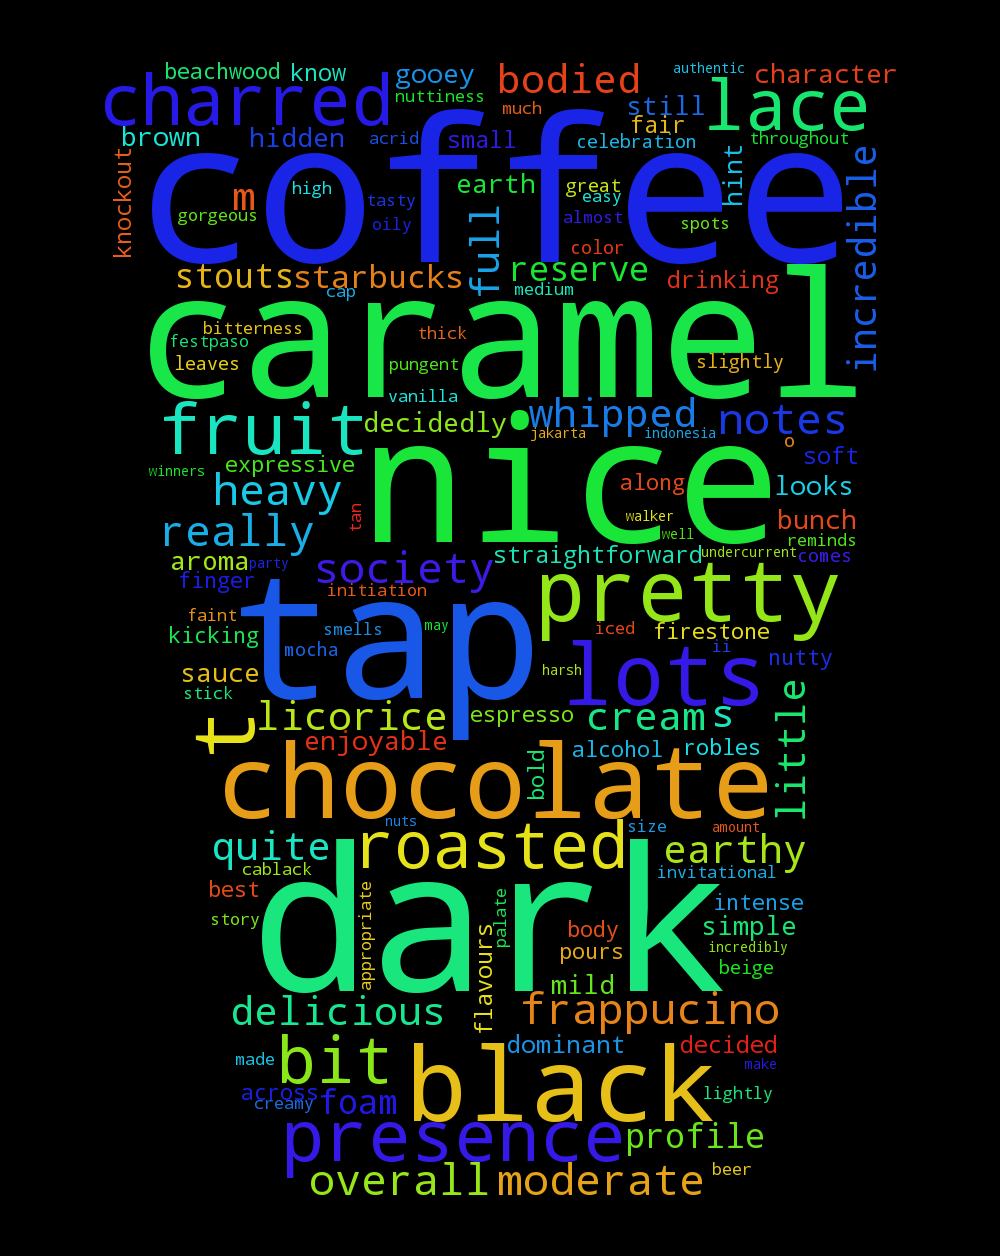 beachwood know gooey bodied authentic character
charred nuttiness much still lace
brown hidden acrid small fair celebration throughout
knockout coffee hint incredible
m high tasty earth great easy
gorgeous oily full almost spots
color
stouts starbucks reserve drinking
cap medium
caramel
bitterness thick
festpaso
leaves pungent slightly
vanilla
fruit decidedly whipped notes
jakarta indonesia o
winners expressive nice soft
heavy along looks
really tan walker bunch
well reminds
aroma party society straightforward undercurrent comes
finger initiation pretty
tap
faint smells may iced firestone
kicking mocha harsh lots ii nutty
sauce
stick little
t licorice espresso creams
enjoyable alcohol robles
chocolate bold
nuts size amount
quite roasted earthy
cablack invitational
best dark intense
story appropriate palate body simple
flavours pours incredibly
beige
mild
delicious frappucino
dominant decided
made bit black make
across foam lightly
creamy
presence profile
overall moderate beer